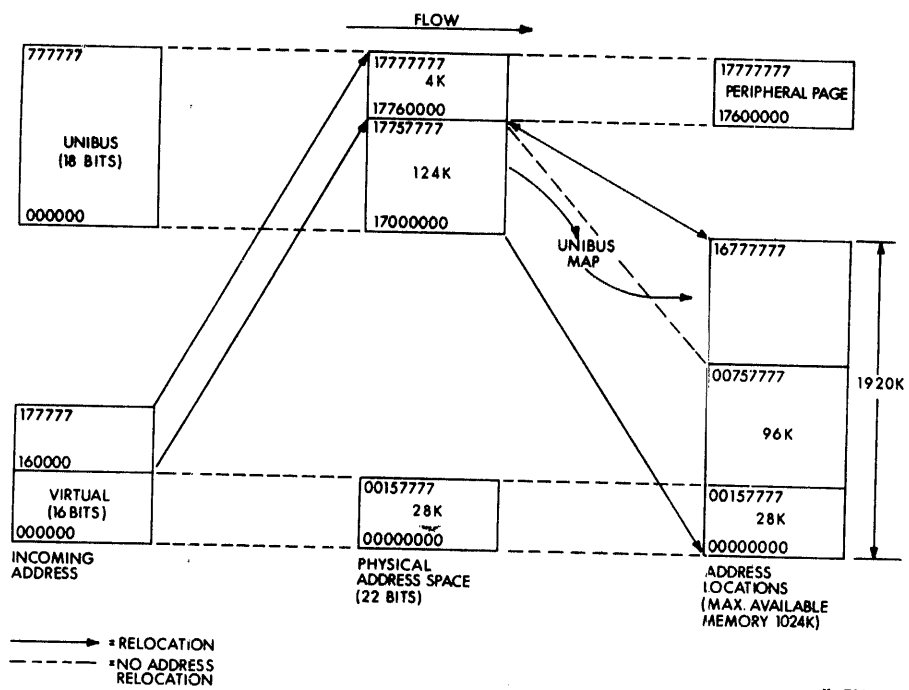 FLOW
777777
UNIBUS
(18 BITS)
000000
17777777
4K
17760000
17757777
124K
17000000
17777777
PERIPHERAL PAGE
17600000
UNIBUS
MAP
16777777
00757777
96K
00157777
28K
00000000
1920K
177777
160000
VIRTUAL
(16 BITS)
000000
INCOMING
ADDRESS
00157777
28K
00000000
PHYSICAL
ADDRESS SPACE
(22 BITS)
ADDRESS
LOCATIONS
(MAX. AVAILABLE
MEMORY 1024K)
=RELOCATION
=NO ADDRESS
RELOCATION